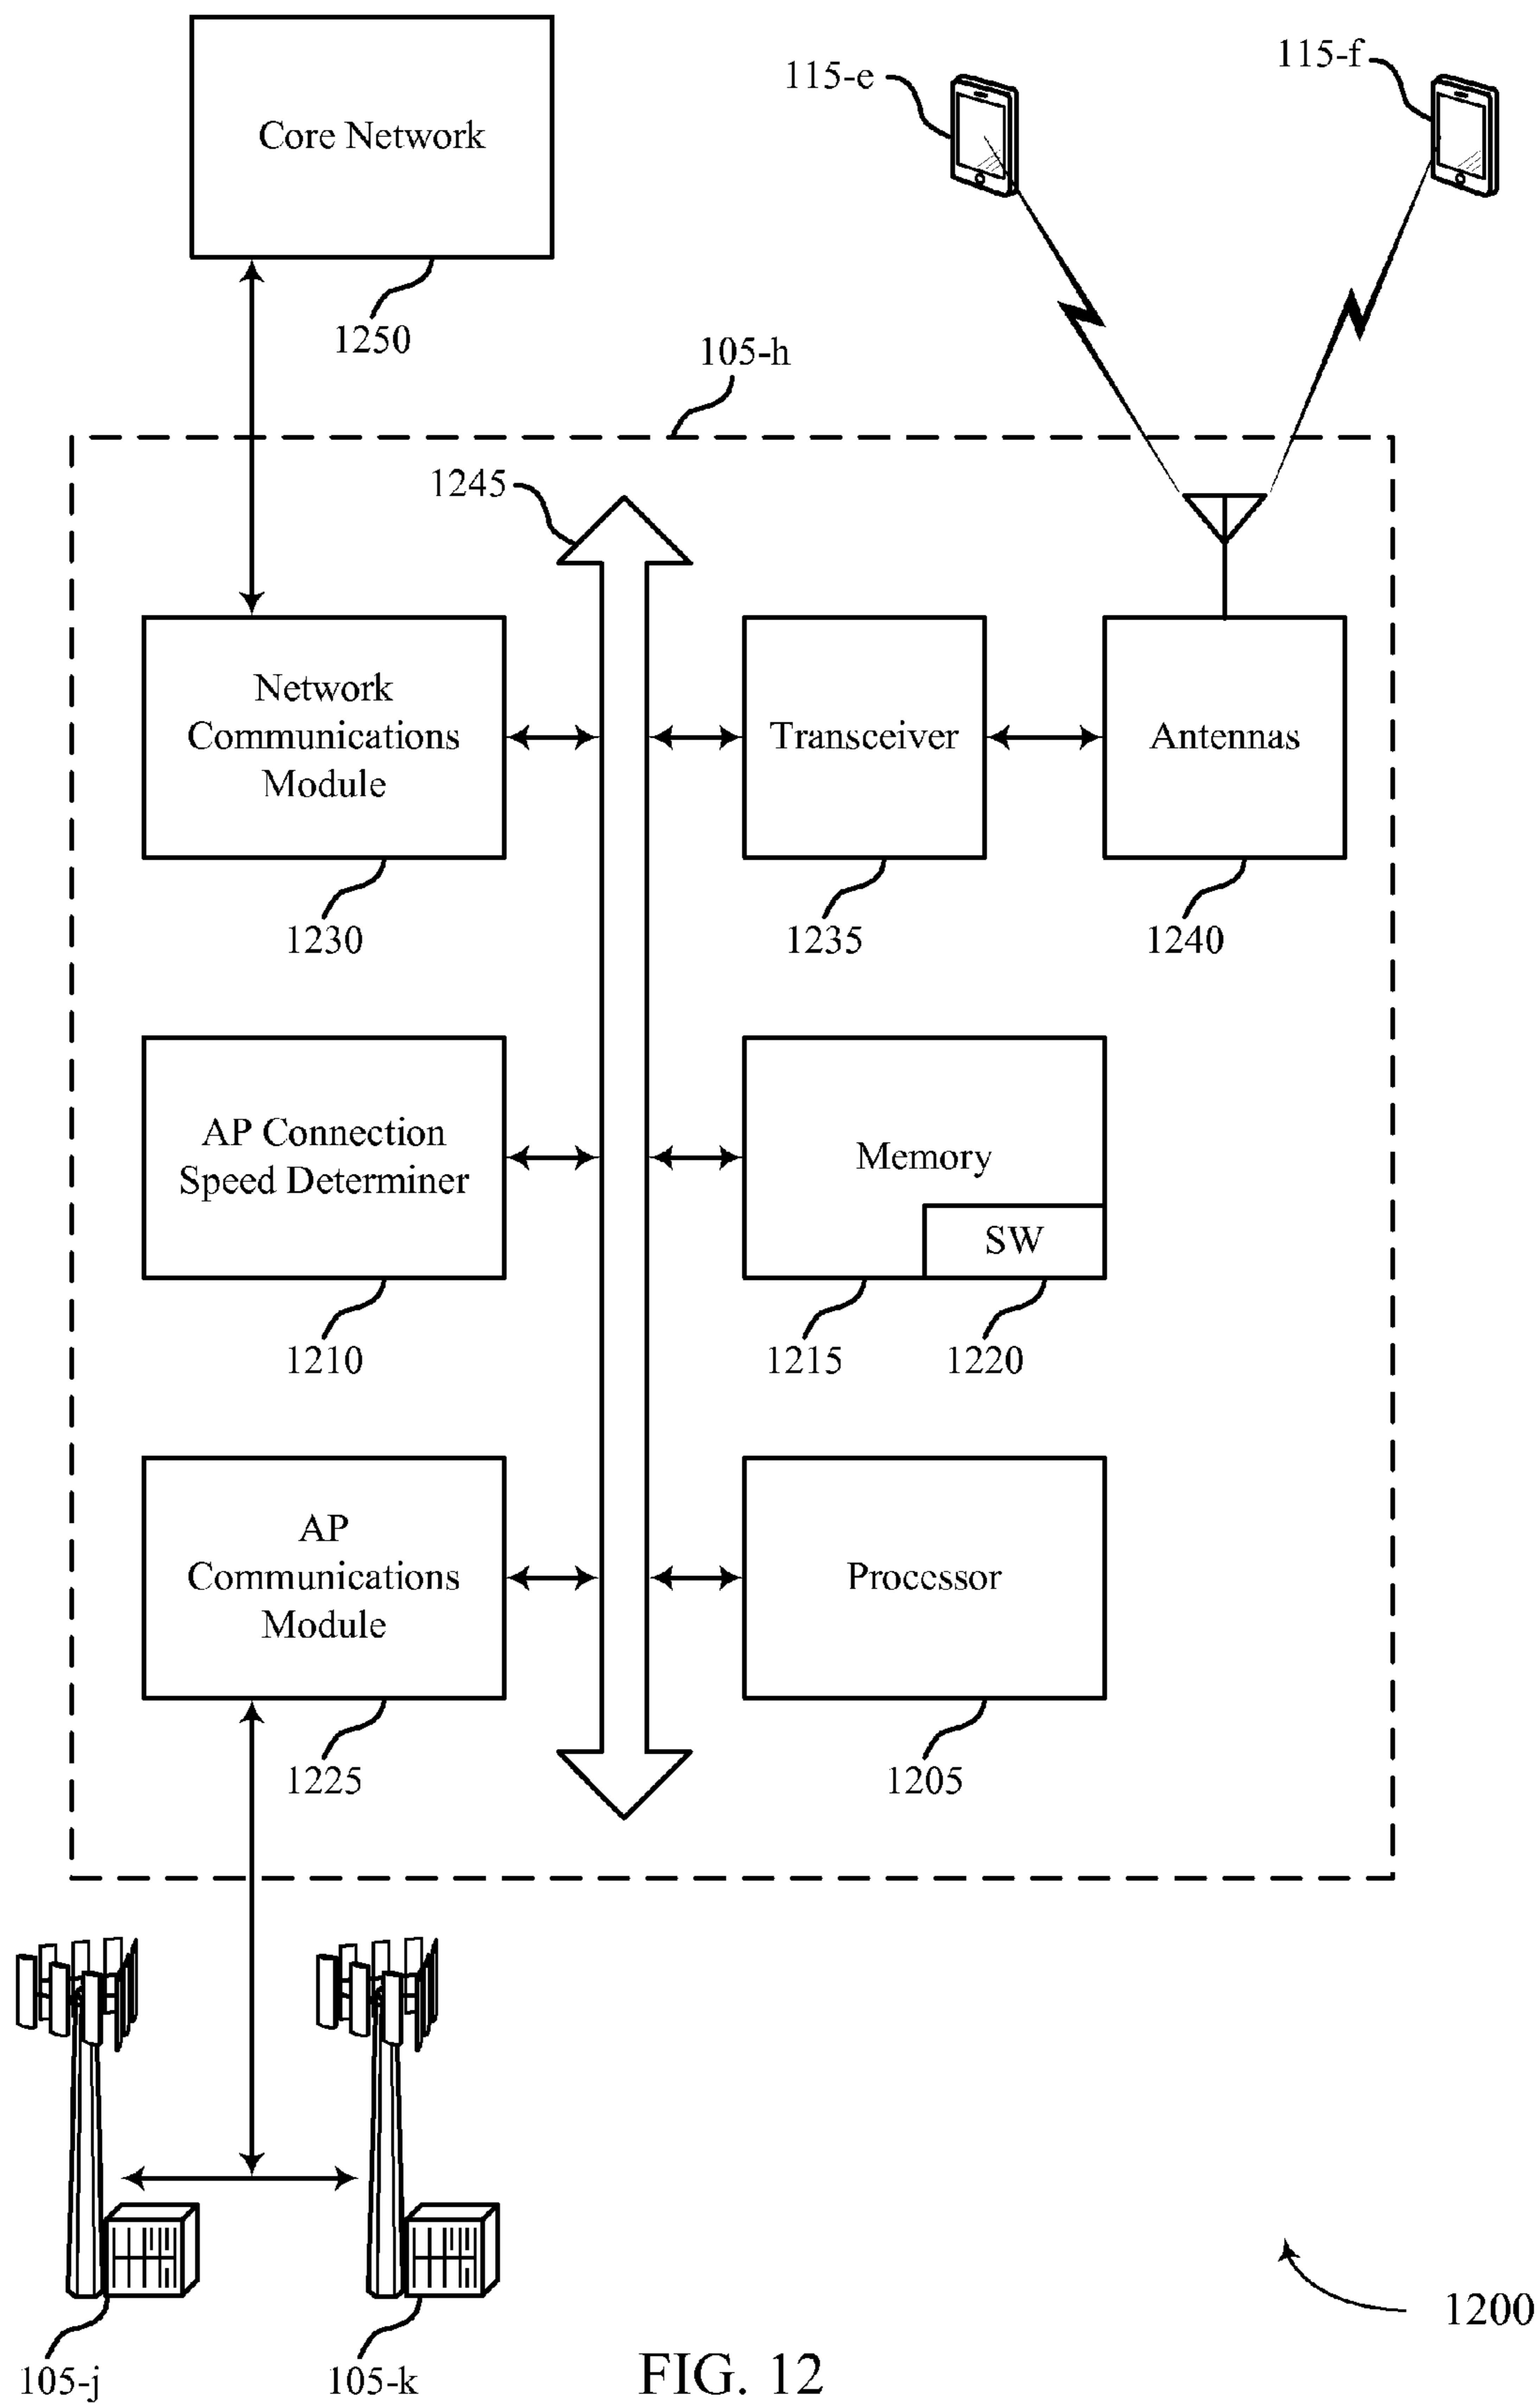 Core Network
1250
115-e
115-f
105-h
1245
Network
Communications
Module
1230
Transceiver
1235
Antennas
1240
AP Connection
Speed Determiner
1210
Memory
SW
1215
1220
AP
Communications
Module
1225
Processor
1205
105-j
105-k
1200
FIG. 12